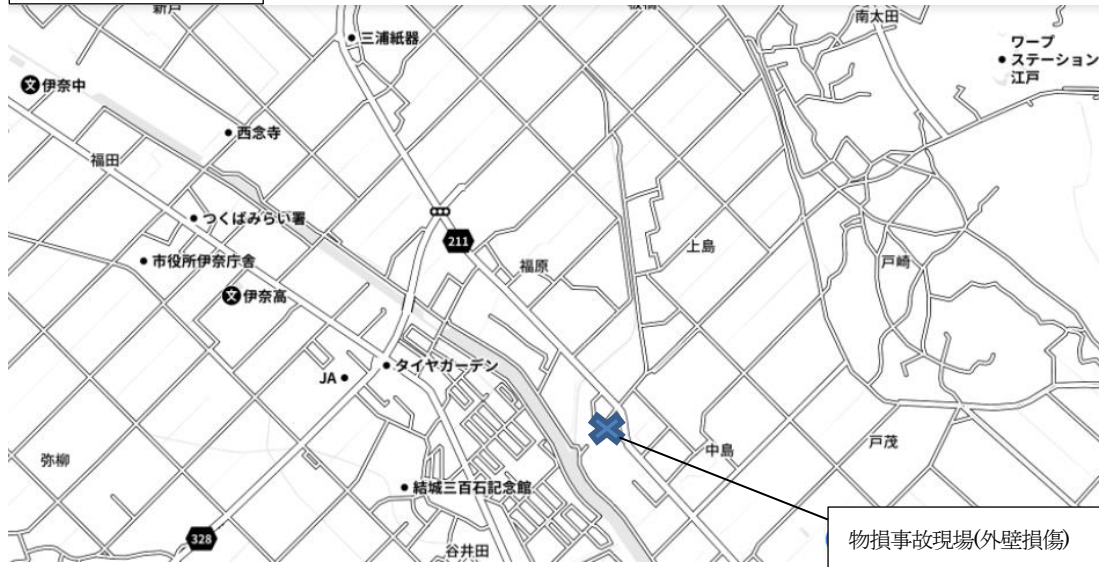 南太田
三浦紙器
ワープ
ステーション
江戸
伊奈中
西念寺
福田
つくばみらい署
211
上島
市役所伊奈庁舎
福原
戸崎
伊奈高
タイヤガーデン
JA
戸茂
中島
弥柳
結城三百石記念館
328
谷井田
物損事故現場(外壁損傷)